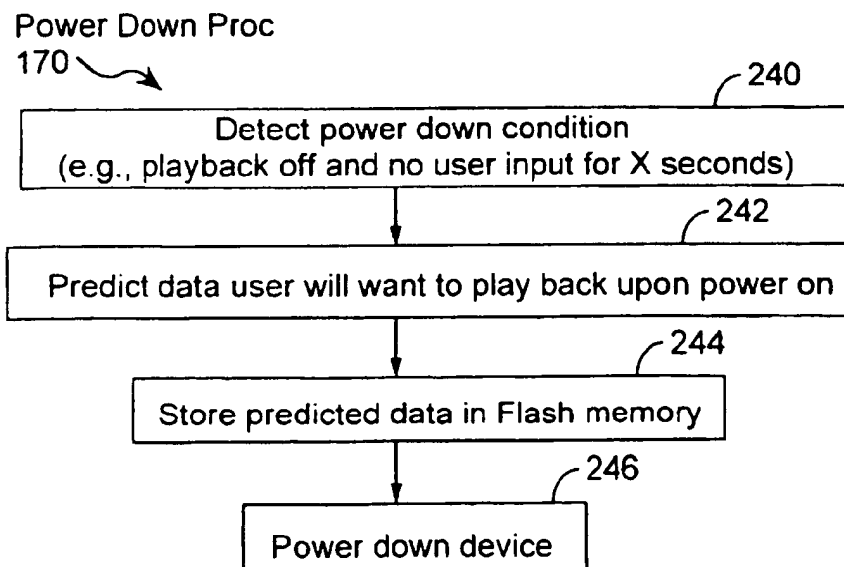 Power Down Proc
170
240
Detect power down condition
(e.g., playback off and no user input for X seconds)
242
Predict data user will want to play back upon power on
244
Store predicted data in Flash memory
246
Power down device